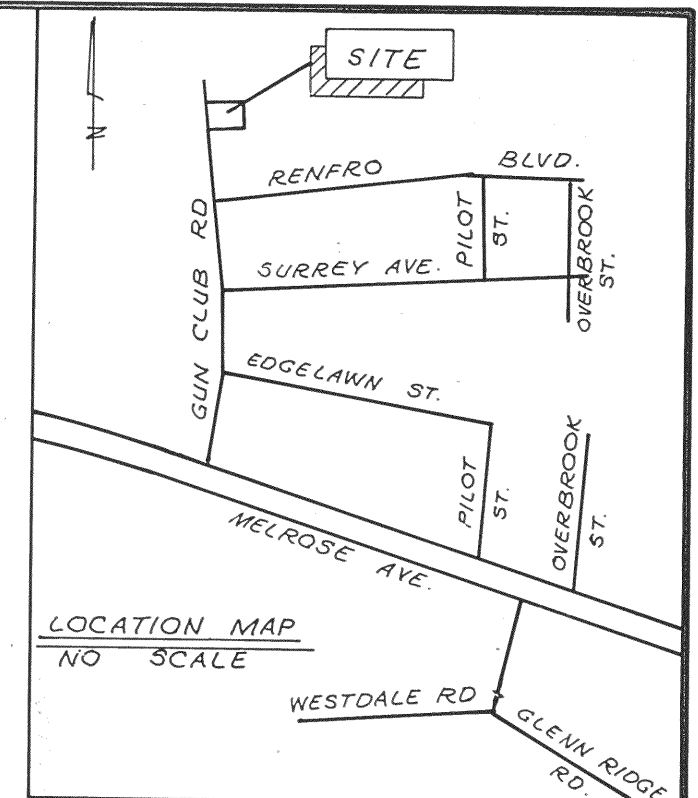 SITE
N
RENFRO BLVD.
GUN CLUB RD
PILOT ST.
OVERBROOK ST.
SURREY AVE.
EDGELAWN ST.
PILOT ST.
OVERBROOK ST.
MELROSE AVE.
LOCATION MAP
NO SCALE
WESTDALE RD
GLENN RIDGE RD.